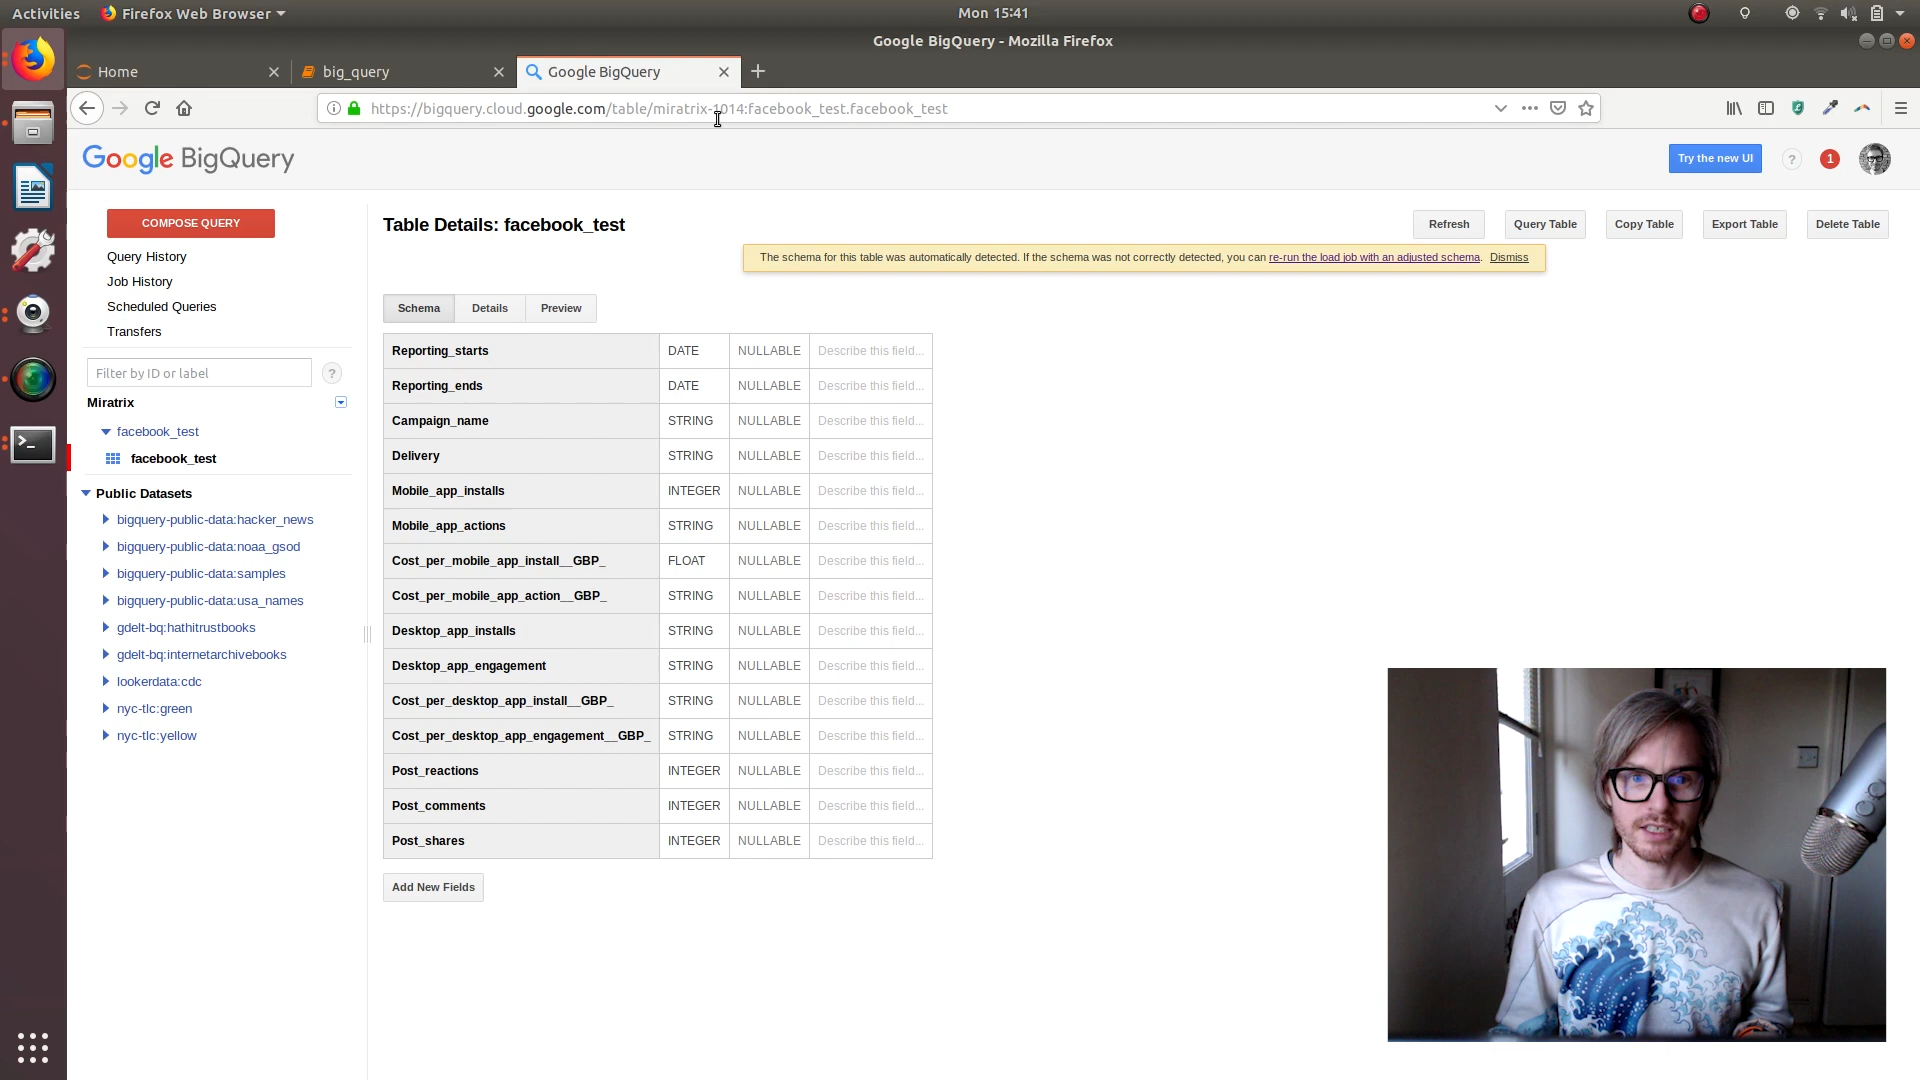 Activities Firefox Web Browser Mon 15:41
Google BigQuery - Mozilla Firefox
Home big_query Google BigQuery
https://bigquery.cloud.google.com/table/miratrix-1014:facebook_test.facebook_test
Google BigQuery Try the new UI ? 1
COMPOSE QUERY
Query History
Job History
Scheduled Queries
Transfers
Filter by ID or label ?
Miratrix
facebook_test
facebook_test
Public Datasets
bigquery-public-data:hacker_news
bigquery-public-data:noaa_gsod
bigquery-public-data:samples
bigquery-public-data:usa_names
gdelt-bq:hathitrustbooks
gdelt-bq:internetarchivebooks
lookerdata:cdc
nyc-tlc:green
nyc-tlc:yellow
Table Details: facebook_test Refresh Query Table Copy Table Export Table Delete Table
The schema for this table was automatically detected. If the schema was not correctly detected, you can re-run the load job with an adjusted schema. Dismiss
Schema Details Preview
Reporting_starts DATE NULLABLE Describe this field...
Reporting_ends DATE NULLABLE Describe this field...
Campaign_name STRING NULLABLE Describe this field...
Delivery STRING NULLABLE Describe this field...
Mobile_app_installs INTEGER NULLABLE Describe this field...
Mobile_app_actions STRING NULLABLE Describe this field...
Cost_per_mobile_app_install__GBP_ FLOAT NULLABLE Describe this field...
Cost_per_mobile_app_action__GBP_ STRING NULLABLE Describe this field...
Desktop_app_installs STRING NULLABLE Describe this field...
Desktop_app_engagement STRING NULLABLE Describe this field...
Cost_per_desktop_app_install__GBP_ STRING NULLABLE Describe this field...
Cost_per_desktop_app_engagement__GBP_ STRING NULLABLE Describe this field...
Post_reactions INTEGER NULLABLE Describe this field...
Post_comments INTEGER NULLABLE Describe this field...
Post_shares INTEGER NULLABLE Describe this field...
Add New Fields